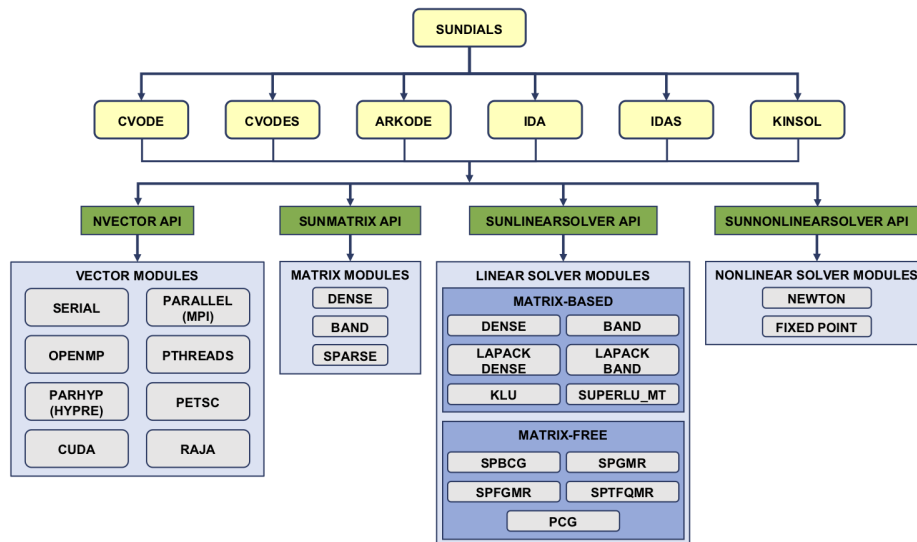 SUNDIALS
CVODE
CVODES
ARKODE
IDA
IDAS
KINSOL
NVECTOR API
SUNMATRIX API
SUNLINEARSOLVER API
SUNNONLINEARSOLVER API
VECTOR MODULES
SERIAL
PARALLEL
(MPI)
OPENMP
PTHREADS
PARHYP
(HYPRE)
PETSC
CUDA
RAJA
MATRIX MODULES
DENSE
BAND
SPARSE
LINEAR SOLVER MODULES
MATRIX-BASED
DENSE
BAND
LAPACK
DENSE
LAPACK
BAND
KLU
SUPERLU_MT
MATRIX-FREE
SPBCG
SPGMR
SPFGMR
SPTFQMR
PCG
NONLINEAR SOLVER MODULES
NEWTON
FIXED POINT